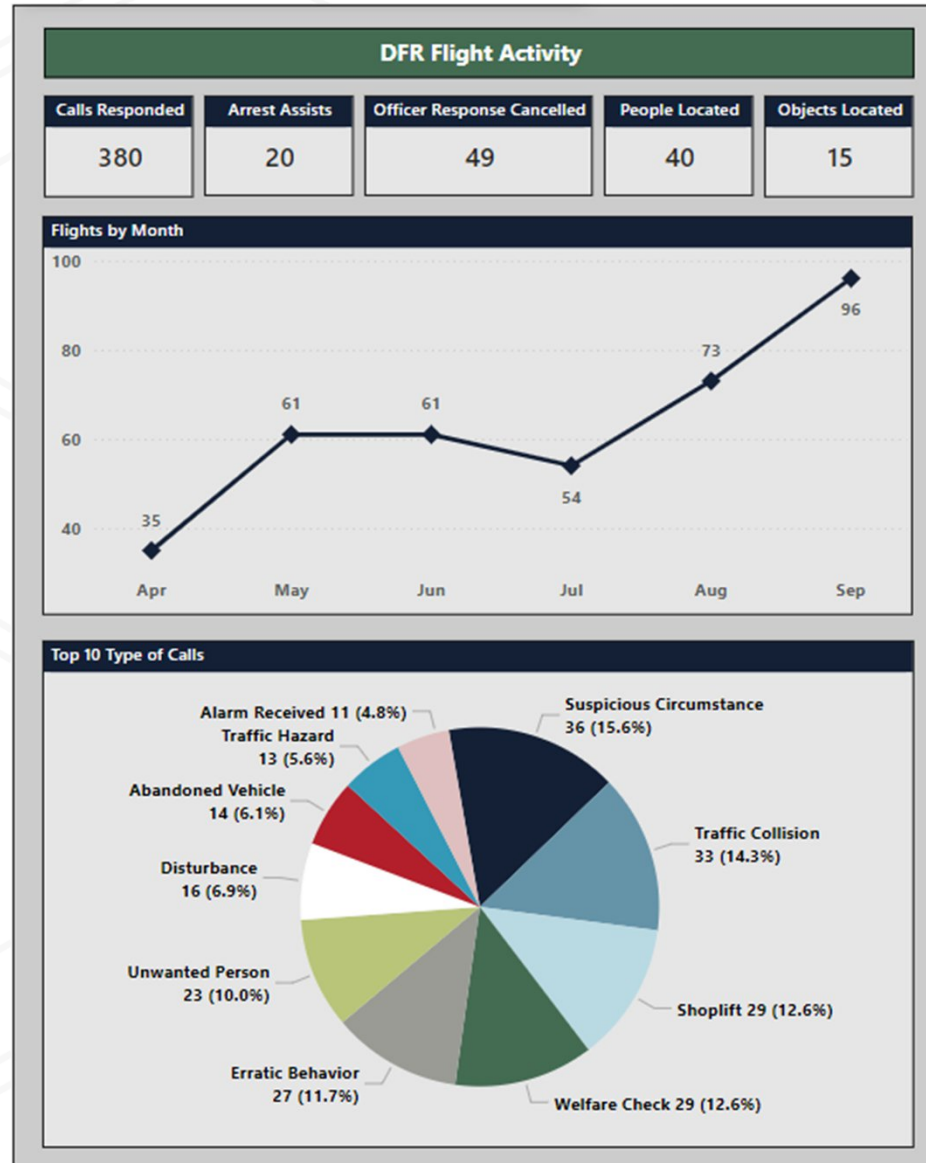 DFR Flight Activity
Calls Responded
Arrest Assists
Officer Response Cancelled
People Located
Objects Located
380
20
49
40
15
Flights by Month
100
80
60
40
35
61
61
54
73
96
Apr
May
Jun
Jul
Aug
Sep
Top 10 Type of Calls
Suspicious Circumstance
36 (15.6%)
Traffic Collision
33 (14.3%)
Shoplift 29 (12.6%)
Welfare Check 29 (12.6%)
Erratic Behavior
27 (11.7%)
Unwanted Person
23 (10.0%)
Disturbance
16 (6.9%)
Abandoned Vehicle
14 (6.1%)
Traffic Hazard
13 (5.6%)
Alarm Received 11 (4.8%)